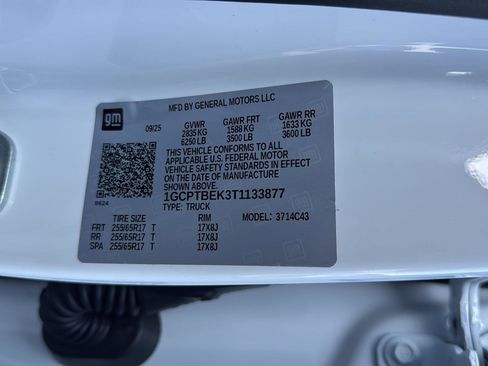 MFD BY GENERAL MOTORS LLC
gm
09/25
GVWR GAWR FRT GAWR RR
2835 KG 1588 KG 1633 KG
6250 LB 3500 LB 3600 LB
THIS VEHICLE CONFORMS TO ALL
APPLICABLE U.S. FEDERAL MOTOR
VEHICLE SAFETY STANDARDS IN EFFECT
ON THE DATE OF MANUFACTURE
SHOWN ABOVE.
1GCPTBEK3T1133877
TYPE: TRUCK MODEL: 3714C43
TIRE SIZE RIM
FRT 255/65R17 T 17X8J
RR 255/65R17 T 17X8J
SPA 255/65R17 T 17X8J